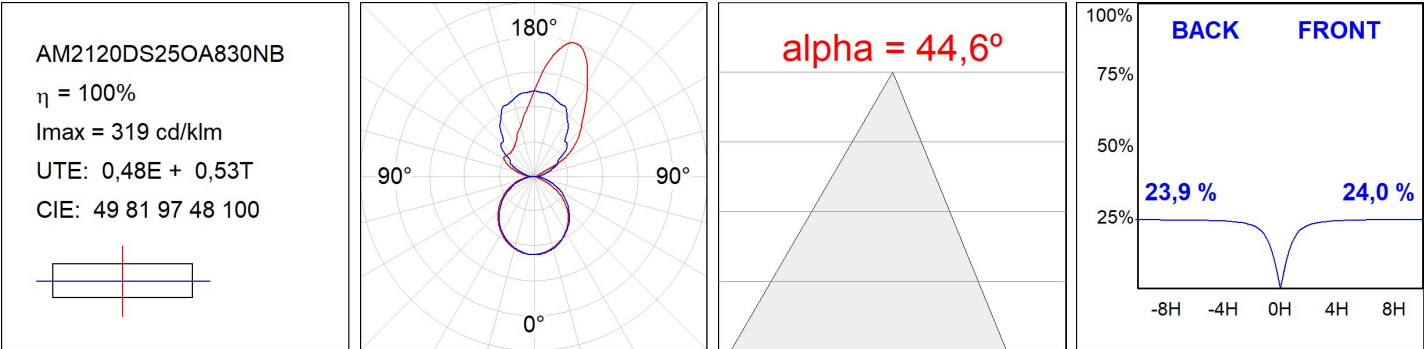 AM2120DS25OA830NB
η = 100%
Imax = 319 cd/klm
UTE: 0,48E + 0,53T
CIE: 49 81 97 48 100
180°
90°
90°
0°
alpha = 44,6º
100%
BACK
FRONT
75%
50%
23,9 %
24,0 %
25%
-8H
-4H
0H
4H
8H